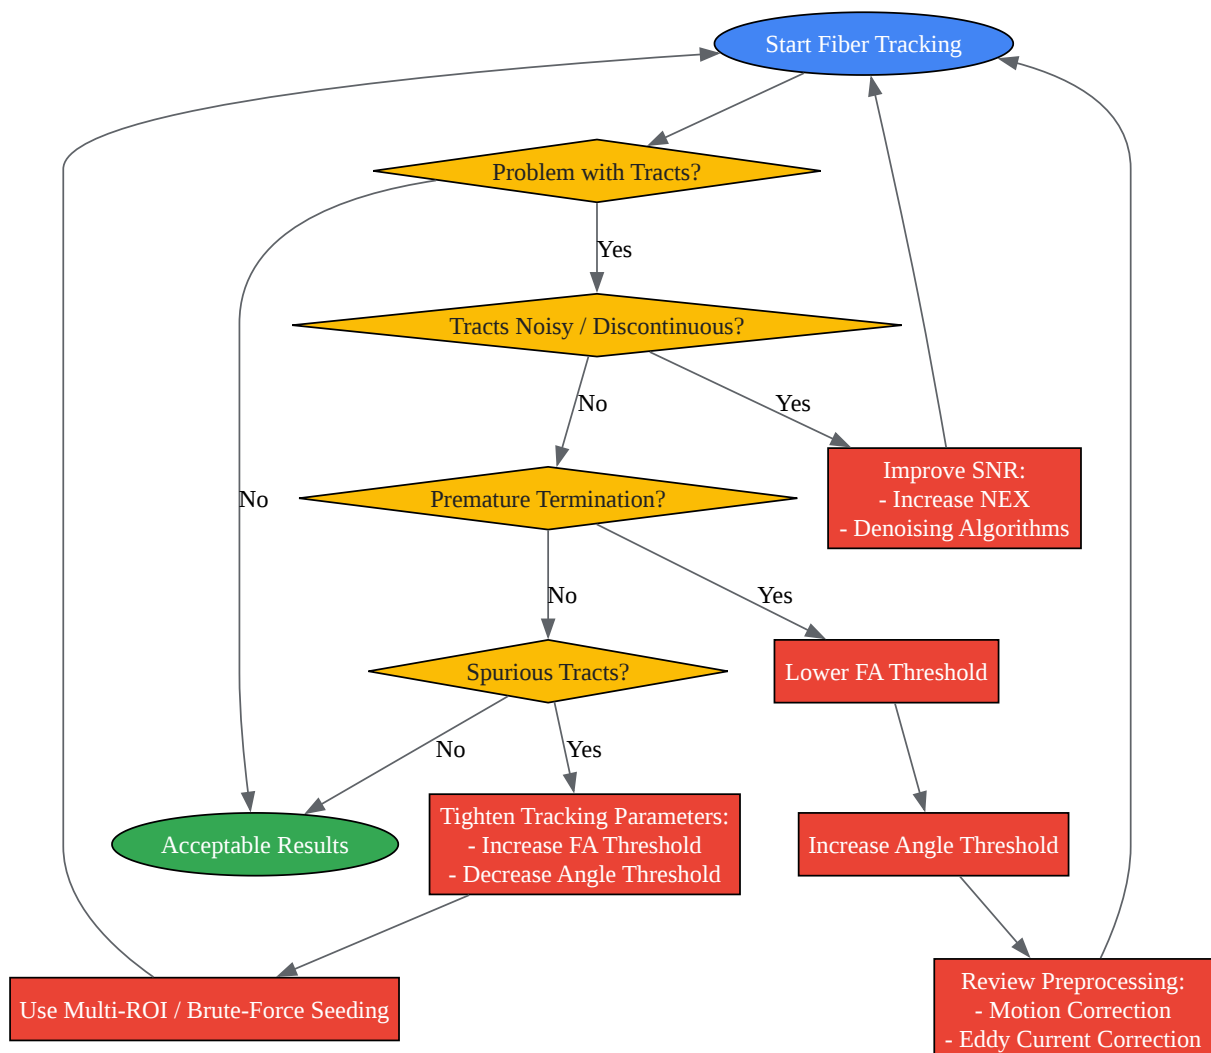 Start Fiber Tracking
Problem with Tracts?
Yes
Tracts Noisy / Discontinuous?
No
Yes
Improve SNR:
- Increase NEX
- Denoising Algorithms
No
Premature Termination?
No
Yes
Lower FA Threshold
Spurious Tracts?
No
Yes
Tighten Tracking Parameters:
- Increase FA Threshold
- Decrease Angle Threshold
Acceptable Results
Increase Angle Threshold
Use Multi-ROI / Brute-Force Seeding
Review Preprocessing:
- Motion Correction
- Eddy Current Correction